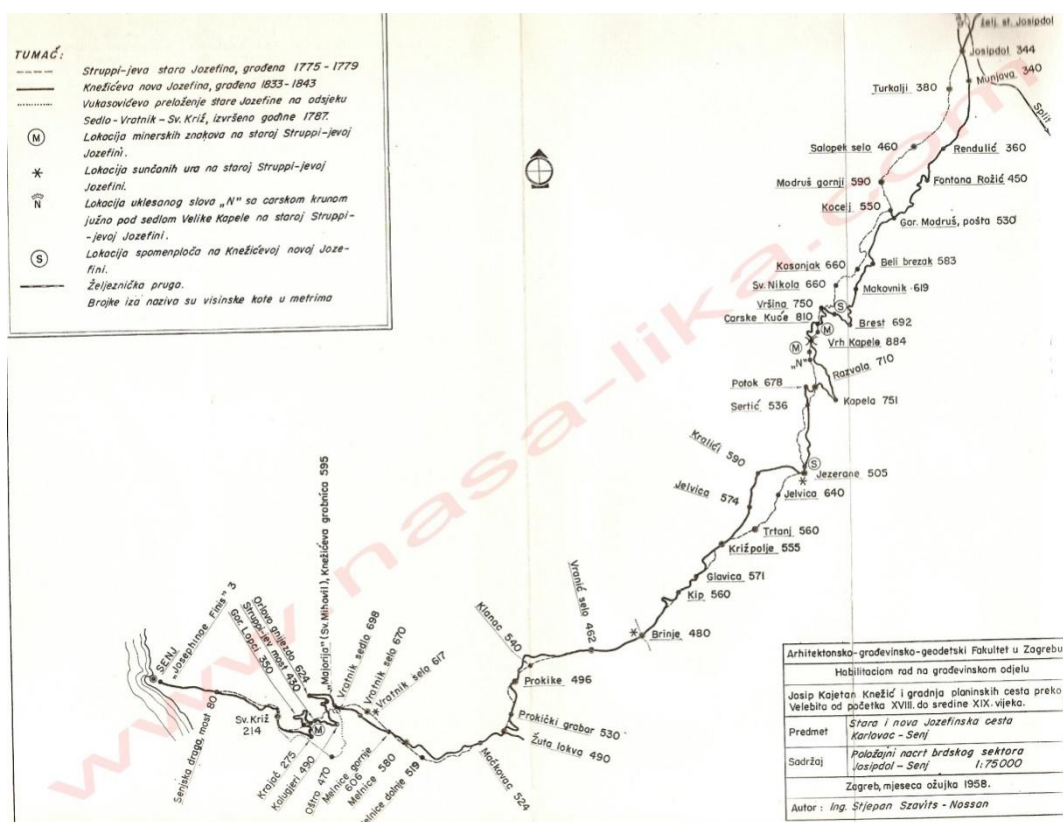 TUMAČ:
Struppi-jeva stara Jozefina, građena 1775-1779
Knežićeva nova Jozefina, građena 1833-1843
Vukasovićevo preloženje stare Jozefine na odsjeku
Sedlo-Vratnik-Sv. Križ, izvršeno godine 1787.
M Lokacija minerskih znakova na staroj Struppi-jevoj
Jozefini.
Lokacija sunčanih ura na staroj Struppi-jevoj
Jozefini.
N Lokacija uklesanog slova „N" sa carskom krunom
južno pod sedlom Velike Kapele na staroj Struppi-
-jevoj Jozefini.
S Lokacija spomenploča na Knežićevoj novoj Joze-
fini.
Željeznička pruga.
Brojke iza naziva su visinske kote u metrima
želj. st. Josipdol
Josipdol 344
Munjava 340
Turkalji 380
Split
Salopek selo 460
Rendulić 360
Modruš gornji 590
Fontana Rožić 450
Kocelj 550
Gor. Modruš, pošta 530
Kosanjak 660
Beli brezak 583
Sv. Nikola 660
Makovnik 619
Vršina 750
S
Carske Kuće 810
M
Brest 692
Vrh Kapele 884
M
„N"
Razvala 710
Potok 678
Kapela 751
Sertić 536
Kralići 590
S
Jezerane 505
Jelvica 574
Jelvica 640
Trtanj 560
Križpolje 555
Glavica 571
Kip 560
Vranić selo 462
Brinje 480
Klanac 540
Prokike 496
Prokički grabar 530
Žuta lokva 490
„Majorija" (Sv. Mihovil), Knežićeva grobnica 595
Vratnik sedlo 698
Vratnik selo 670
Vratnik selo 617
Orlovo gnijezdo 624
Struppi-jev most 430
Gor. Lopci 350
„Josephinae Finis" 3
SENJ
Senjska draga, most 80
Sv. Križ
214
M
Krajač 275
Kolugjeri 490
Oštro 470
Melnice gornje
606
Melnice 580
Melnice dolnje 519
Močkovac 524
Arhitektonsko-građevinsko-geodetski Fakultet u Zagrebu
Habilitaciom rad na građevinskom odjelu
Josip Kajetan Knežić i gradnja planinskih cesta preko
Velebita od početka XVIII. do sredine XIX. vijeka.
Predmet Stara i nova Jozefinska cesta
Karlovac - Senj
Sadržaj Položajni nacrt brdskog sektora
Josipdol - Senj 1:75000
Zagreb, mjeseca ožujka 1958.
Autor: Ing. Stjepan Szavits-Nossan
www.nasa-lika.com